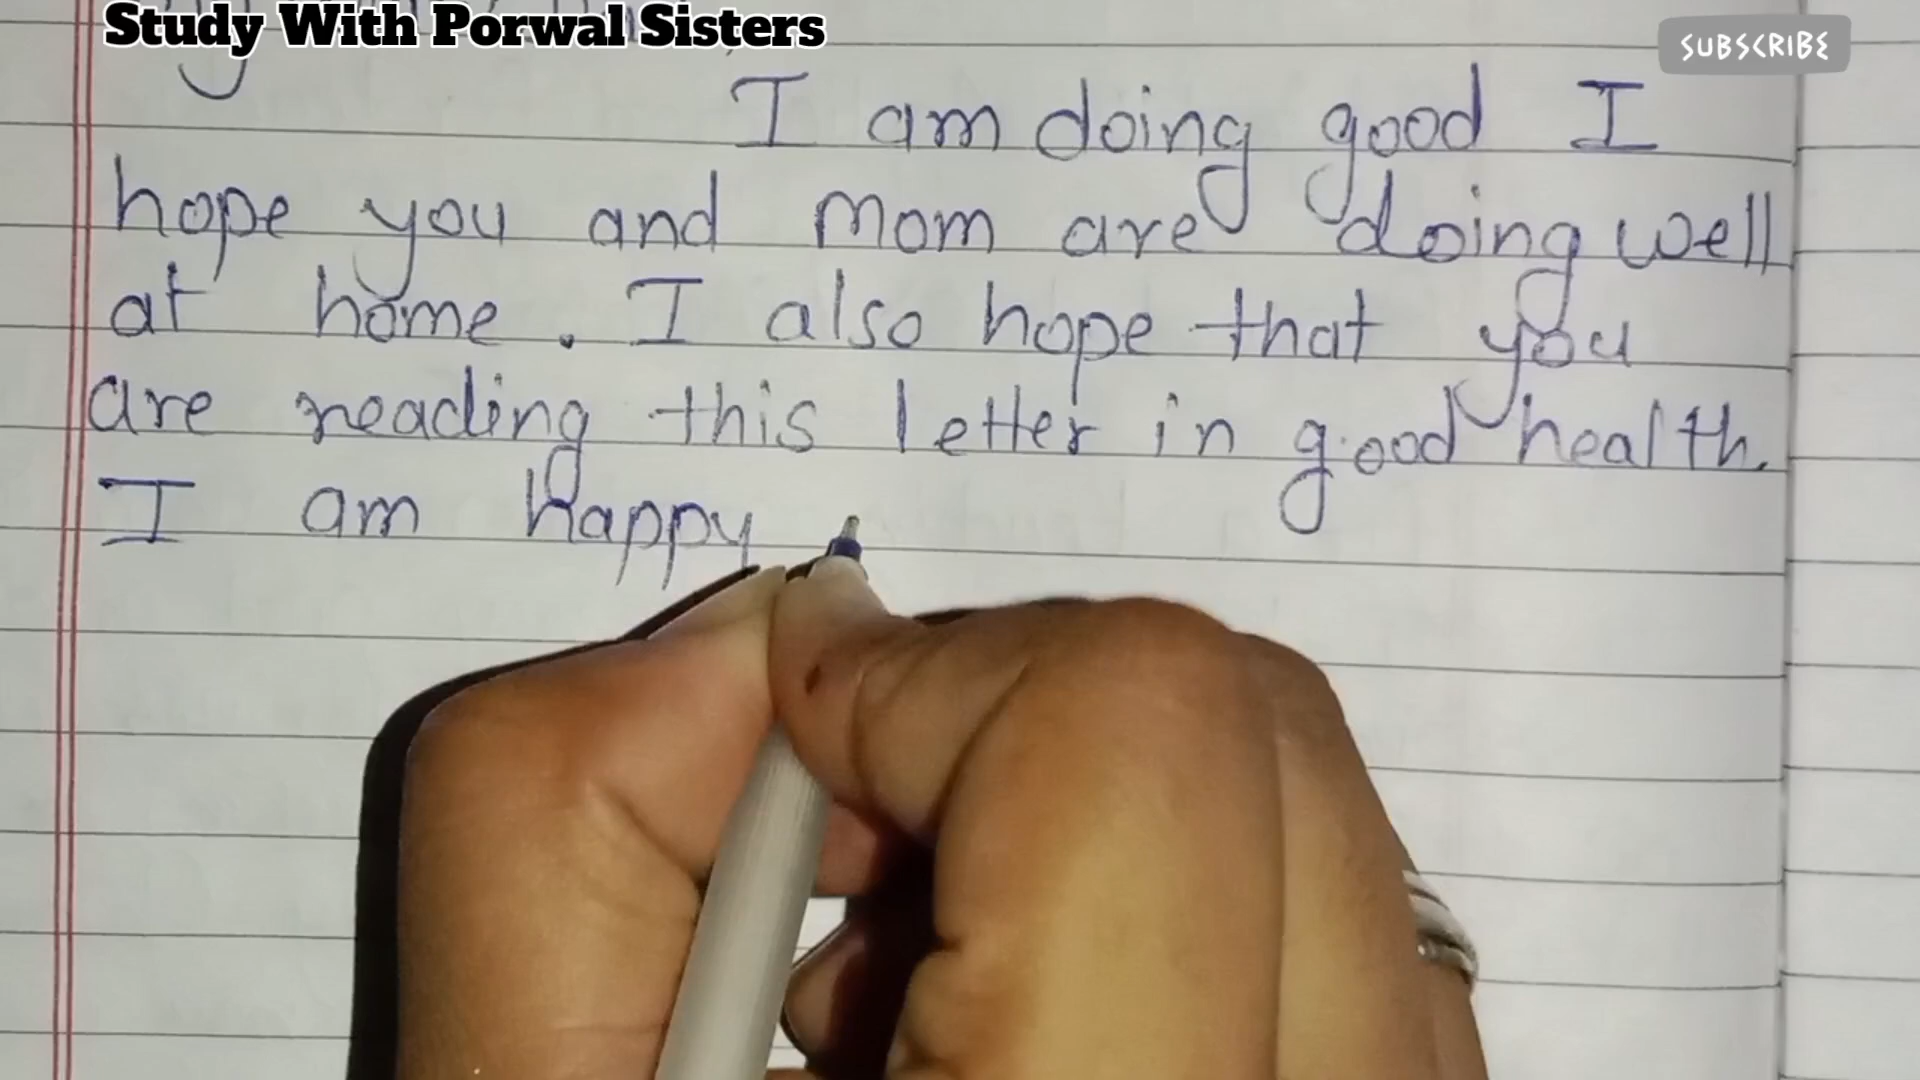 Study With Porwal Sisters
SUBSCRIBE
I am doing good I
hope you and mom are doing well
at home. I also hope that you
are reading this letter in good health.
I am happy